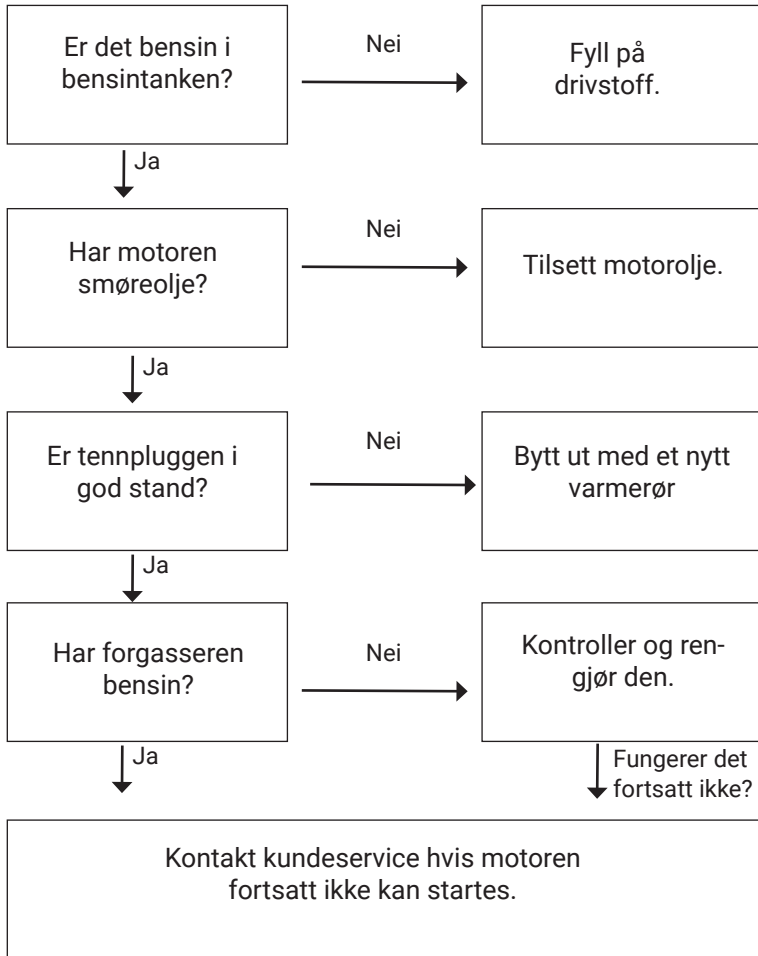 Er det bensin i
bensintanken?
Nei
Fyll på
drivstoff.
Ja
Har motoren
smøreolje?
Nei
Tilsett motorolje.
Ja
Er tennpluggen i
god stand?
Nei
Bytt ut med et nytt
varmerør
Ja
Har forgasseren
bensin?
Nei
Kontroller og ren-
gjør den.
Ja
Fungerer det
fortsatt ikke?
Kontakt kundeservice hvis motoren
fortsatt ikke kan startes.